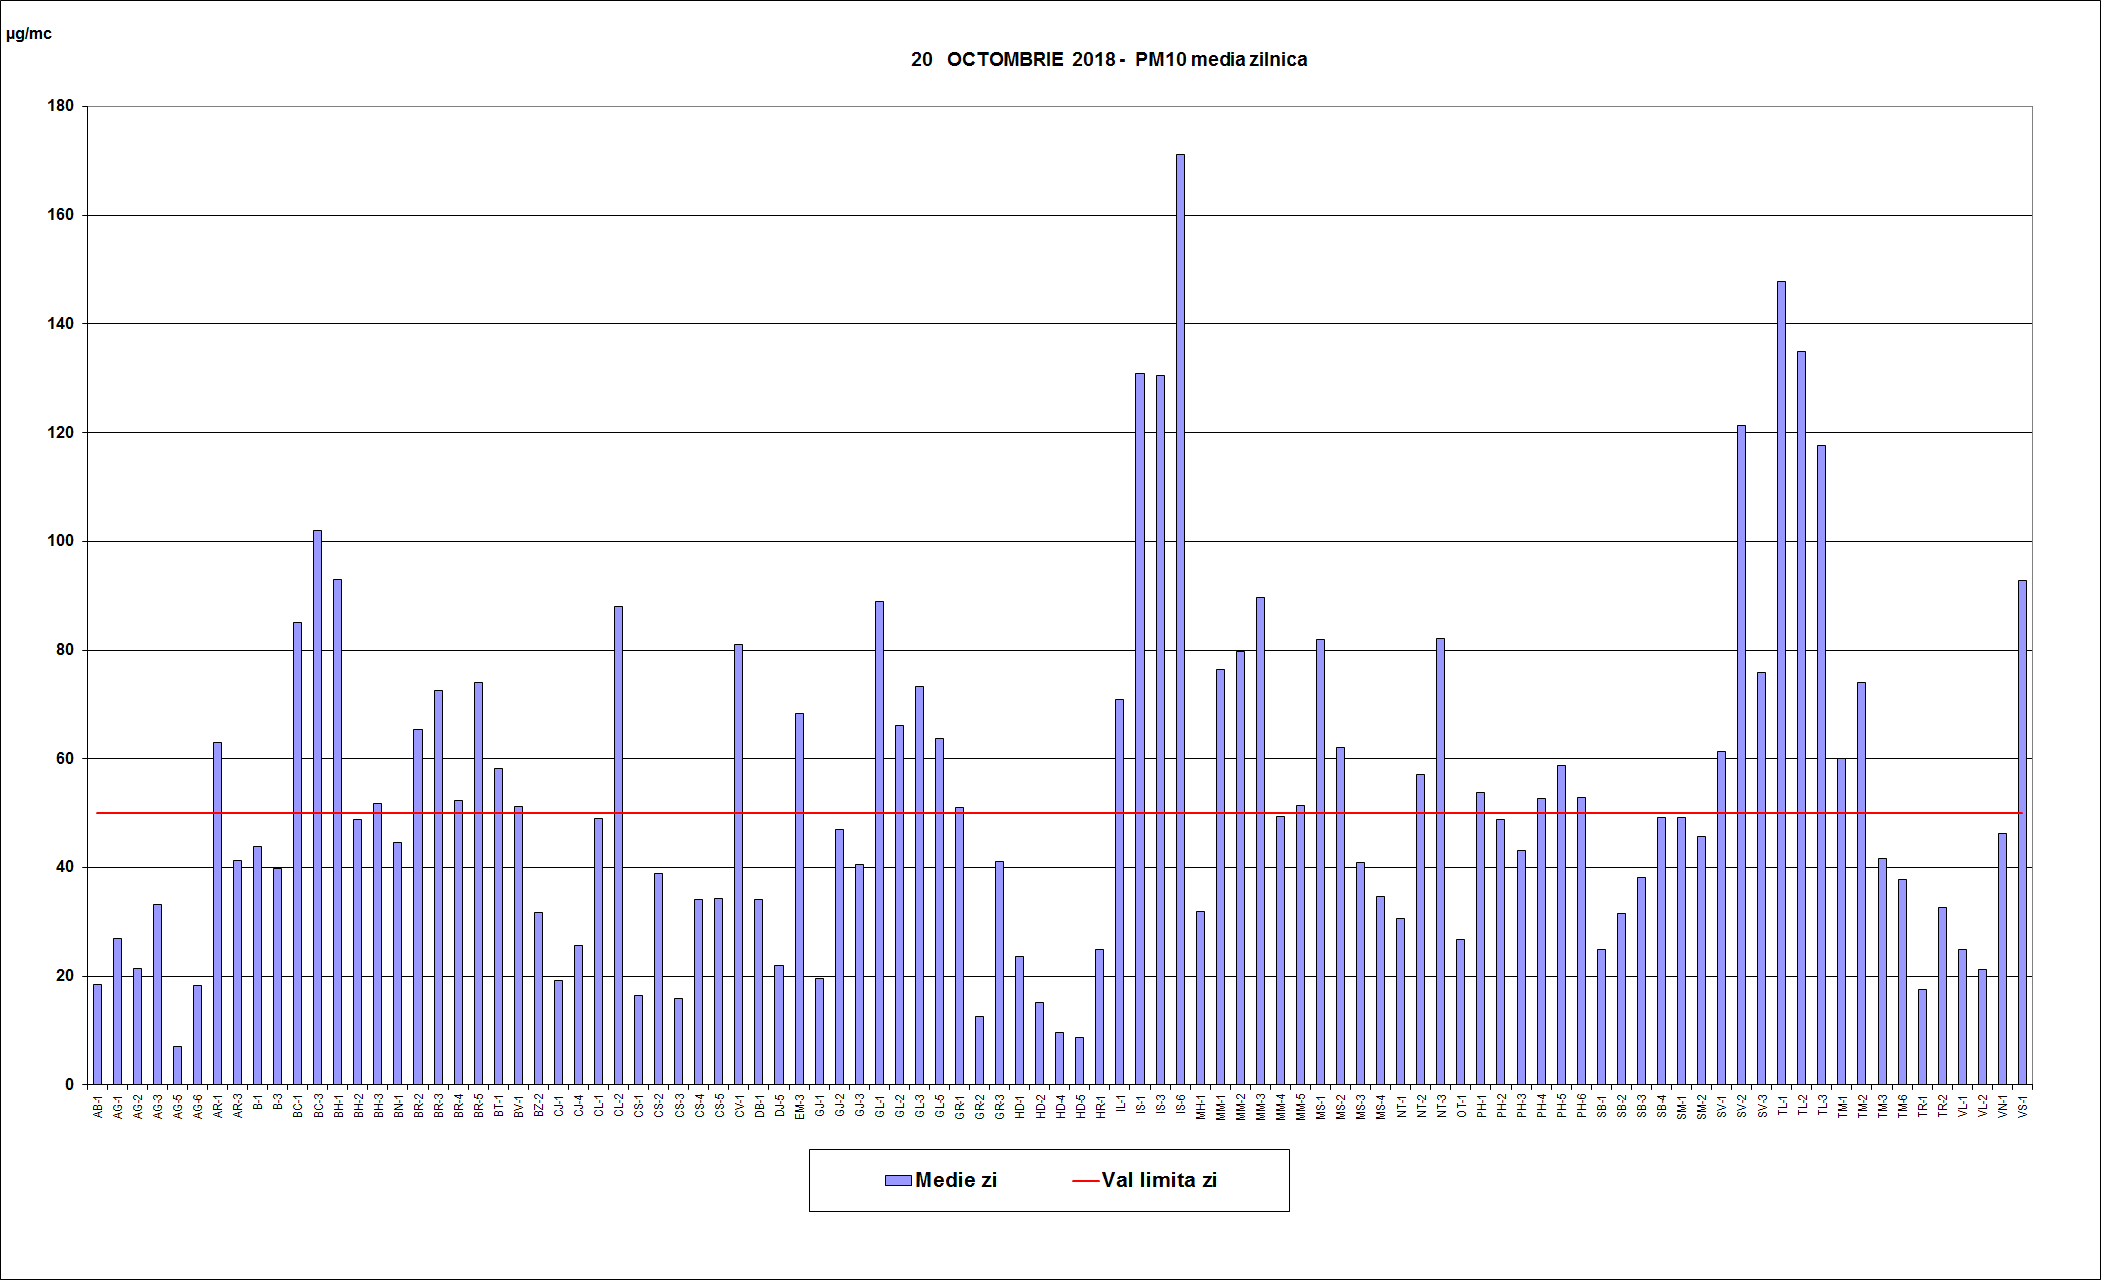 µg/mc
20 OCTOMBRIE 2018 - PM10 media zilnica
180
160
140
120
100
80
60
40
20
0
AB-1 AG-1 AG-2 AG-3 AG-5 AG-6 AR-1 AR-3 B-1 B-3 BC-1 BC-3 BH-1 BH-2 BH-3 BN-1 BR-2 BR-3 BR-4 BR-5 BT-1 BV-1 BZ-2 CJ-1 CJ-4 CL-1 CL-2 CS-1 CS-2 CS-3 CS-4 CS-5 CV-1 DB-1 DJ-5 EM-3 GJ-1 GJ-2 GJ-3 GL-1 GL-2 GL-3 GL-5 GR-1 GR-2 GR-3 HD-1 HD-2 HD-4 HD-5 HR-1 IL-1 IS-1 IS-3 IS-6 MH-1 MM-1 MM-2 MM-3 MM-4 MM-5 MS-1 MS-2 MS-3 MS-4 NT-1 NT-2 NT-3 OT-1 PH-1 PH-2 PH-3 PH-4 PH-5 PH-6 SB-1 SB-2 SB-3 SB-4 SM-1 SM-2 SV-1 SV-2 SV-3 TL-1 TL-2 TL-3 TM-1 TM-2 TM-3 TM-6 TR-1 TR-2 VL-1 VL-2 VN-1 VS-1
Medie zi Val limita zi